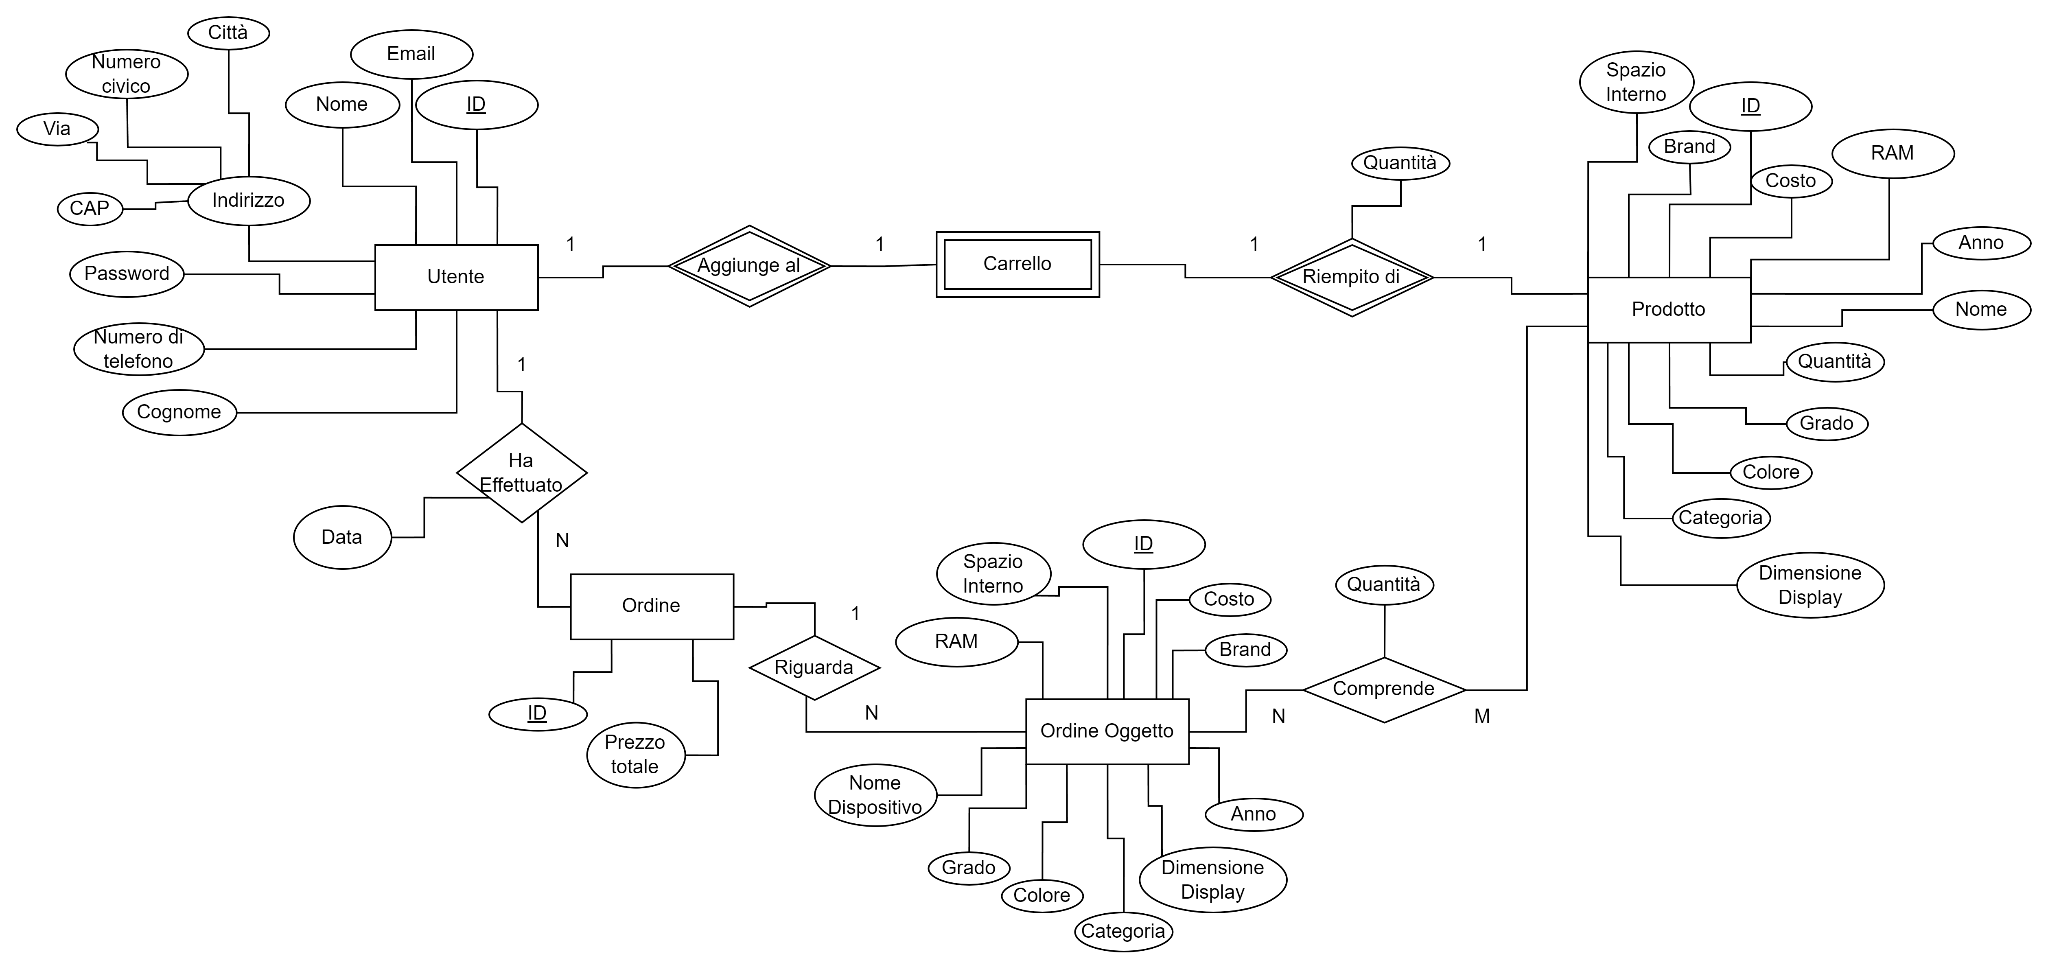 Città
Numero
civico
Via
CAP
Indirizzo
Email
Nome
ID
Password
Numero di
telefono
Cognome
Utente
1
Aggiunge al
1
Carrello
1
Quantità
Riempito di
1
Spazio
Interno
ID
Brand
Costo
RAM
Anno
Nome
Prodotto
Quantità
Grado
Colore
Categoria
Dimensione
Display
1
Ha
Effettuato
Data
N
Ordine
ID
Prezzo
totale
1
Riguarda
N
Spazio
Interno
ID
Costo
RAM
Brand
Ordine Oggetto
Nome
Dispositivo
Grado
Colore
Categoria
Dimensione
Display
Anno
Quantità
Comprende
N
M